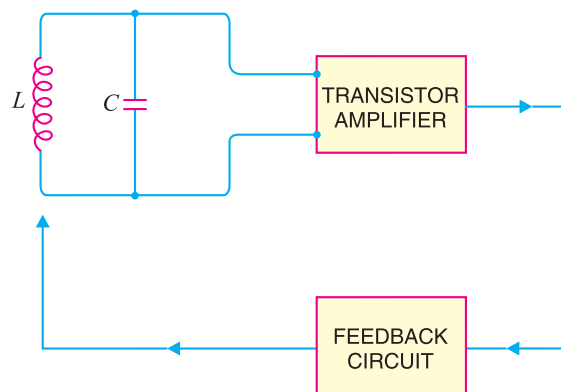 L
C
TRANSISTOR
AMPLIFIER
FEEDBACK
CIRCUIT